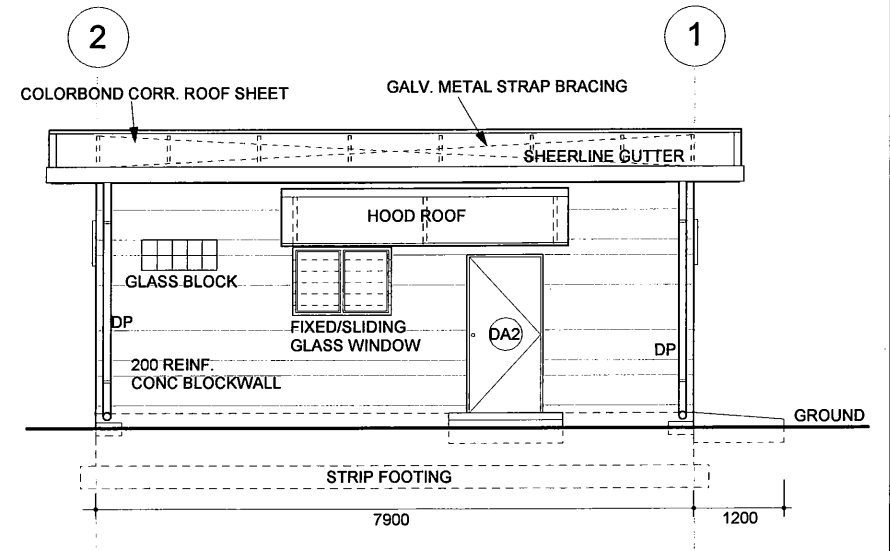 2
1
COLORBOND CORR. ROOF SHEET
GALV. METAL STRAP BRACING
SHEERLINE GUTTER
HOOD ROOF
GLASS BLOCK
DP
FIXED/SLIDING
GLASS WINDOW
DA2
DP
200 REINF.
CONC BLOCKWALL
GROUND
STRIP FOOTING
7900
1200